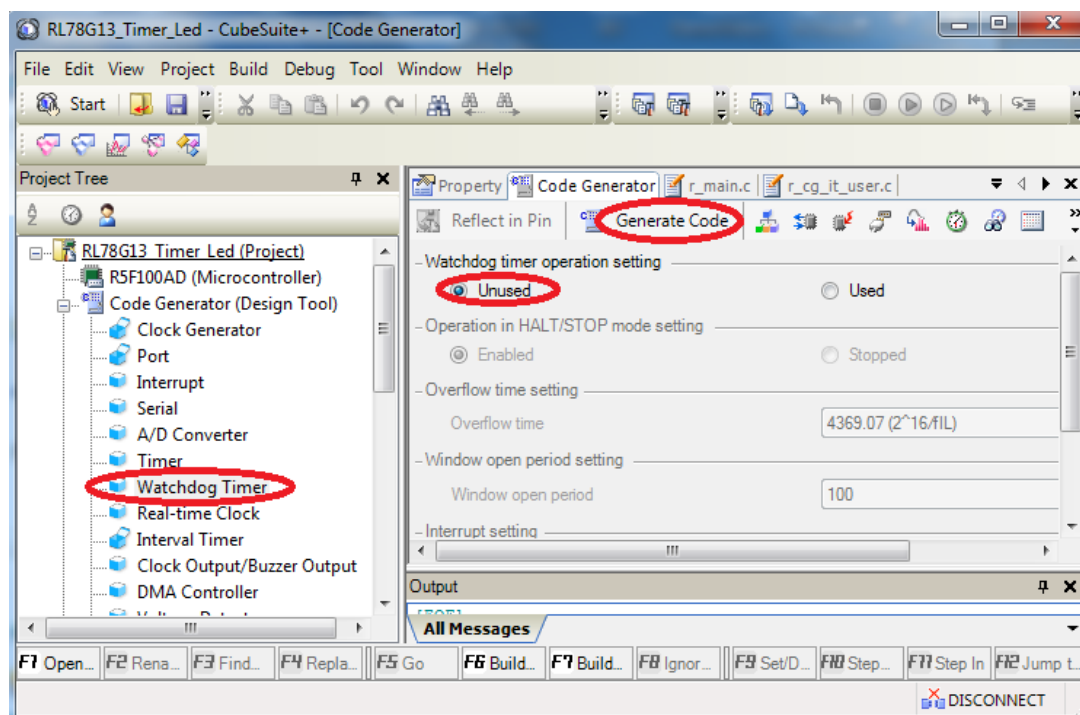 RL78G13_Timer_Led - CubeSuite+ - [Code Generator]
File Edit View Project Build Debug Tool Window Help
Start
Project Tree
Property Code Generator r_main.c r_cg_it_user.c
Reflect in Pin Generate Code
RL78G13_Timer_Led (Project)
R5F100AD (Microcontroller)
Code Generator (Design Tool)
Clock Generator
Port
Interrupt
Serial
A/D Converter
Timer
Watchdog Timer
Real-time Clock
Interval Timer
Clock Output/Buzzer Output
DMA Controller
Watchdog timer operation setting
Unused Used
Operation in HALT/STOP mode setting
Enabled Stopped
Overflow time setting
Overflow time 4369.07 (2^16/fIL)
Window open period setting
Window open period 100
Interrupt setting
Output
[EOF]
All Messages
F1 Open... F2 Rena... F3 Find... F4 Repla... F5 Go F6 Build... F7 Build... F8 Ignor... F9 Set/D... F10 Step... F11 Step In F12 Jump t...
DISCONNECT